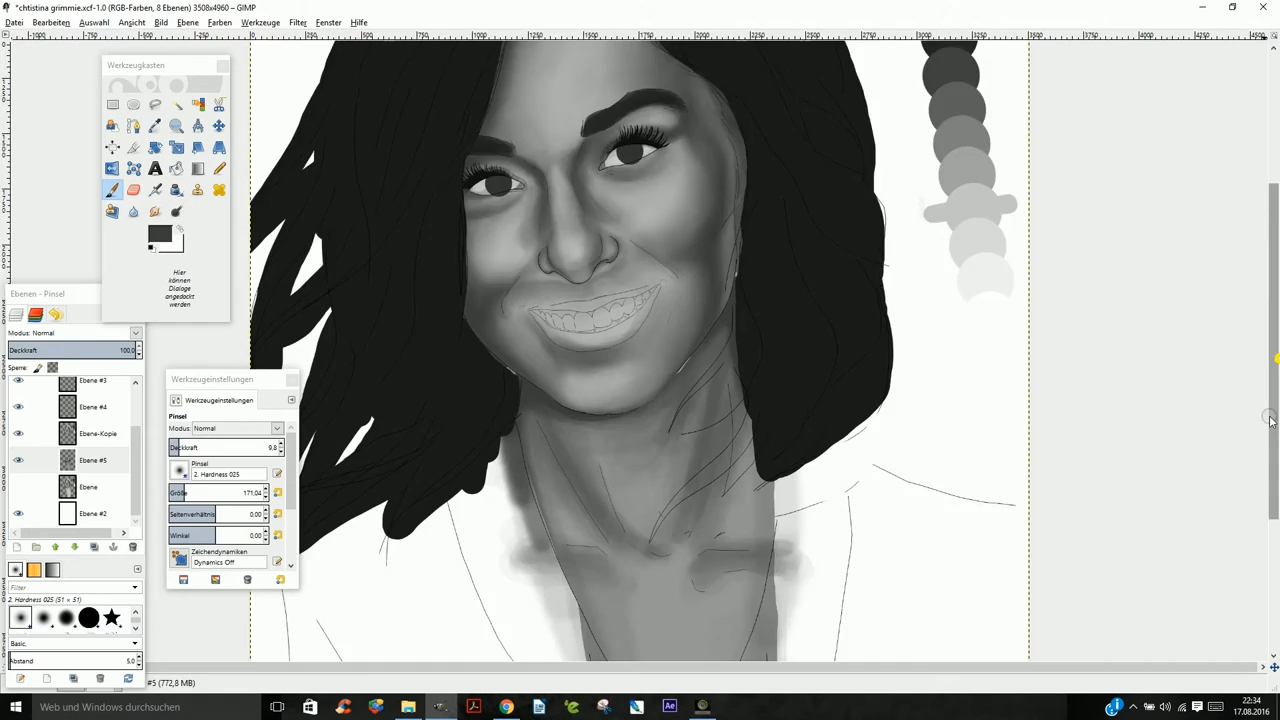 *chtistina grimmie.xcf-1.0 (RGB-Farben, 8 Ebenen) 3508x4960 – GIMP
Datei Bearbeiten Auswahl Ansicht Bild Ebene Farben Werkzeuge Filter Fenster Hilfe
Werkzeugkasten
Hier
können
Dialoge
angedockt
werden
Ebenen - Pinsel
Modus: Normal
Deckkraft 100,0
Sperre:
Ebene #3
Ebene #4
Ebene-Kopie
Ebene #5
Ebene
Ebene #2
Filter
2. Hardness 025 (51 × 51)
Basic,
Abstand 5,0
Werkzeugeinstellungen
Werkzeugeinstellungen
Pinsel
Modus: Normal
Deckkraft 9,8
Pinsel
2. Hardness 025
Größe 171,04
Seitenverhältnis 0,00
Winkel 0,00
Zeichendynamiken
Dynamics Off
#5 (772,8 MB)
Web und Windows durchsuchen
22:34
17.08.2016